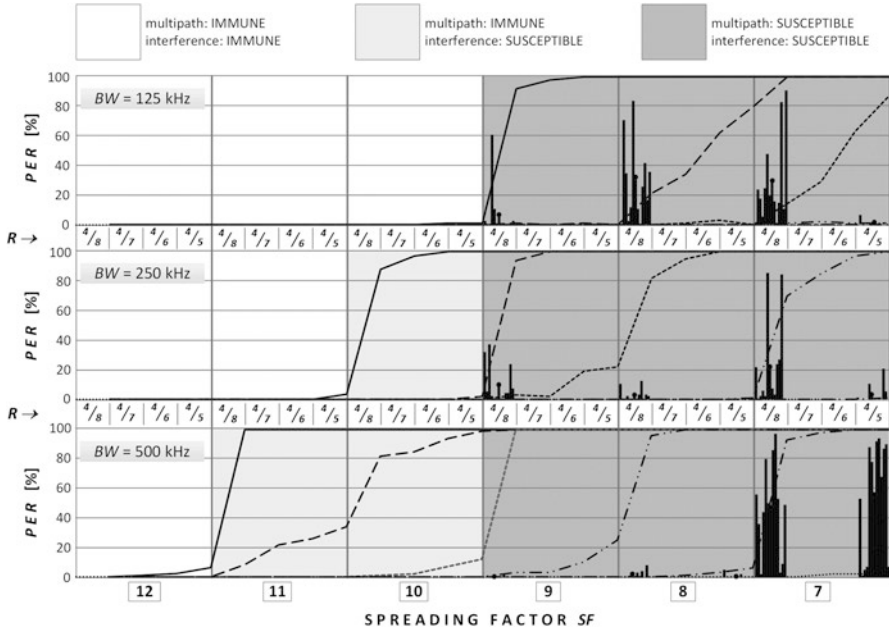 multipath: IMMUNE
interference: IMMUNE
multipath: IMMUNE
interference: SUSCEPTIBLE
multipath: SUSCEPTIBLE
interference: SUSCEPTIBLE
100
80
60
40
20
0
PER [%]
BW = 125 kHz
R → 4/8 4/7 4/6 4/5 4/8 4/7 4/6 4/5 4/8 4/7 4/6 4/5 4/8 4/7 4/6 4/5 4/8 4/7 4/6 4/5 4/8 4/7 4/6 4/5
100
80
60
40
20
0
PER [%]
BW = 250 kHz
R → 4/8 4/7 4/6 4/5 4/8 4/7 4/6 4/5 4/8 4/7 4/6 4/5 4/8 4/7 4/6 4/5 4/8 4/7 4/6 4/5 4/8 4/7 4/6 4/5
100
80
60
40
20
0
PER [%]
BW = 500 kHz
12 11 10 9 8 7
SPREADING FACTOR SF